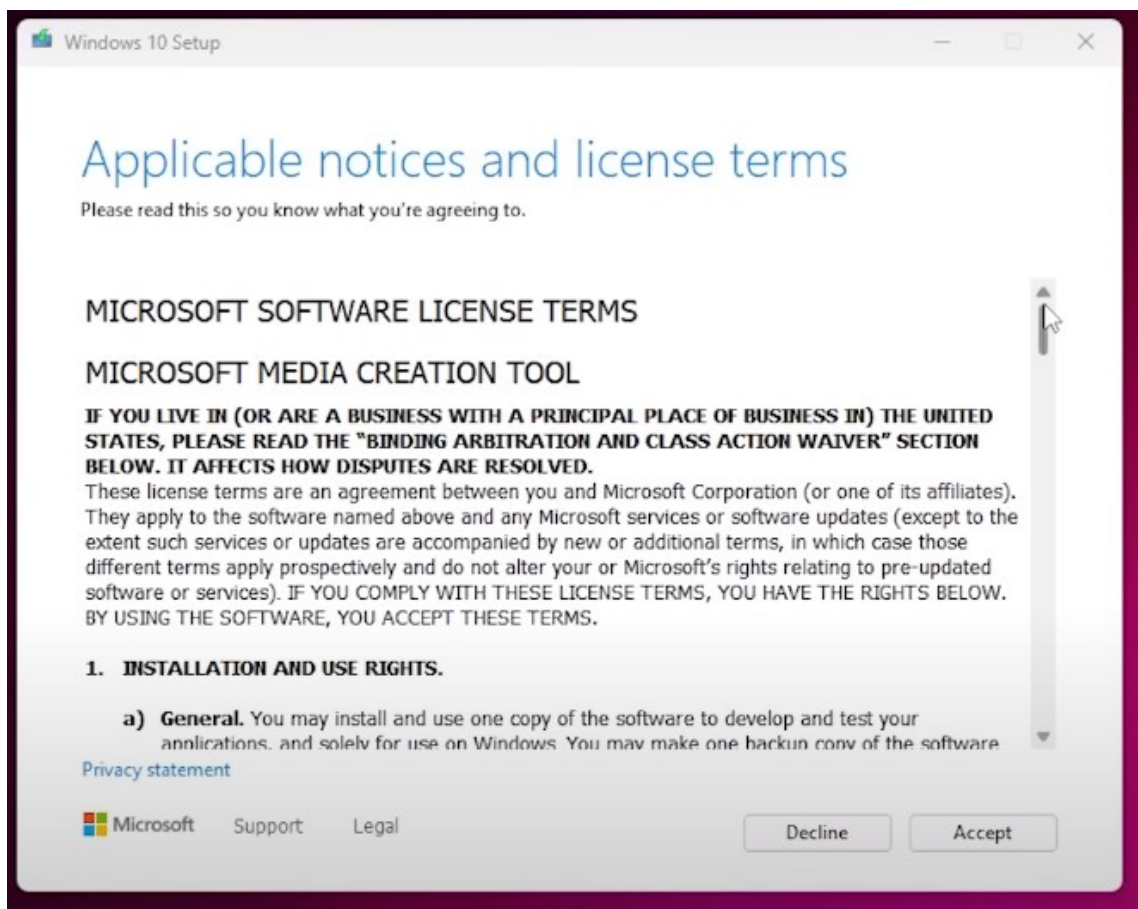 Windows 10 Setup
Applicable notices and license terms
Please read this so you know what you're agreeing to.
MICROSOFT SOFTWARE LICENSE TERMS
MICROSOFT MEDIA CREATION TOOL
IF YOU LIVE IN (OR ARE A BUSINESS WITH A PRINCIPAL PLACE OF BUSINESS IN) THE UNITED
STATES, PLEASE READ THE “BINDING ARBITRATION AND CLASS ACTION WAIVER” SECTION
BELOW. IT AFFECTS HOW DISPUTES ARE RESOLVED.
These license terms are an agreement between you and Microsoft Corporation (or one of its affiliates).
They apply to the software named above and any Microsoft services or software updates (except to the
extent such services or updates are accompanied by new or additional terms, in which case those
different terms apply prospectively and do not alter your or Microsoft’s rights relating to pre-updated
software or services). IF YOU COMPLY WITH THESE LICENSE TERMS, YOU HAVE THE RIGHTS BELOW.
BY USING THE SOFTWARE, YOU ACCEPT THESE TERMS.
1. INSTALLATION AND USE RIGHTS.
a) General. You may install and use one copy of the software to develop and test your
applications, and solely for use on Windows. You may make one backup copy of the software
Privacy statement
Microsoft Support Legal
Decline Accept